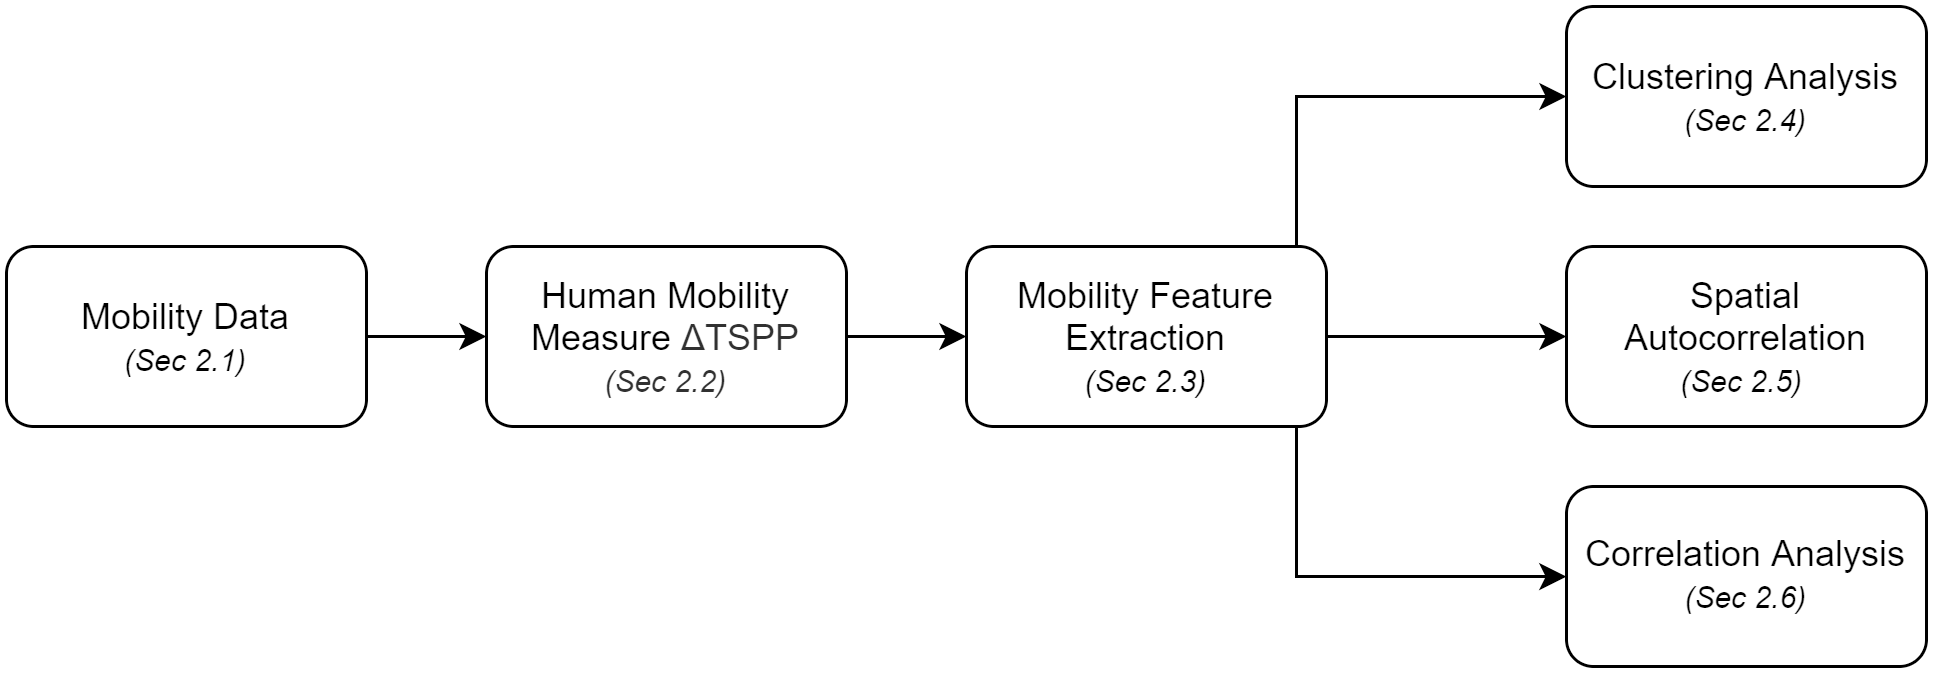 Mobility Data
(Sec 2.1)
Human Mobility
Measure ΔTSPP
(Sec 2.2)
Mobility Feature
Extraction
(Sec 2.3)
Clustering Analysis
(Sec 2.4)
Spatial
Autocorrelation
(Sec 2.5)
Correlation Analysis
(Sec 2.6)